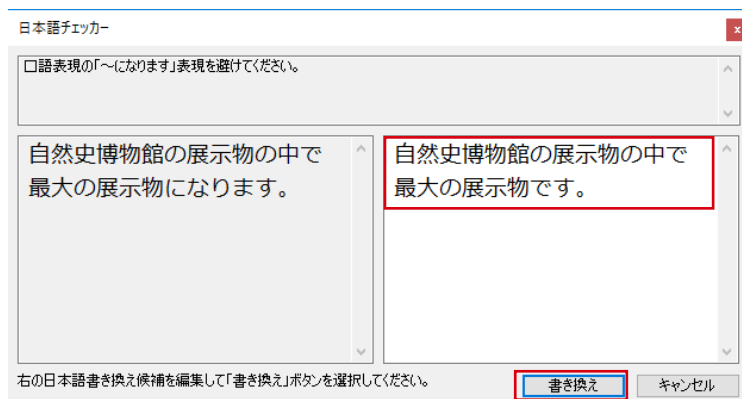 日本語チェッカー
x
口語表現の「～になります」表現を避けてください。
自然史博物館の展示物の中で
最大の展示物になります。
自然史博物館の展示物の中で
最大の展示物です。
右の日本語書き換え候補を編集して「書き換え」ボタンを選択してください。
書き換え
キャンセル